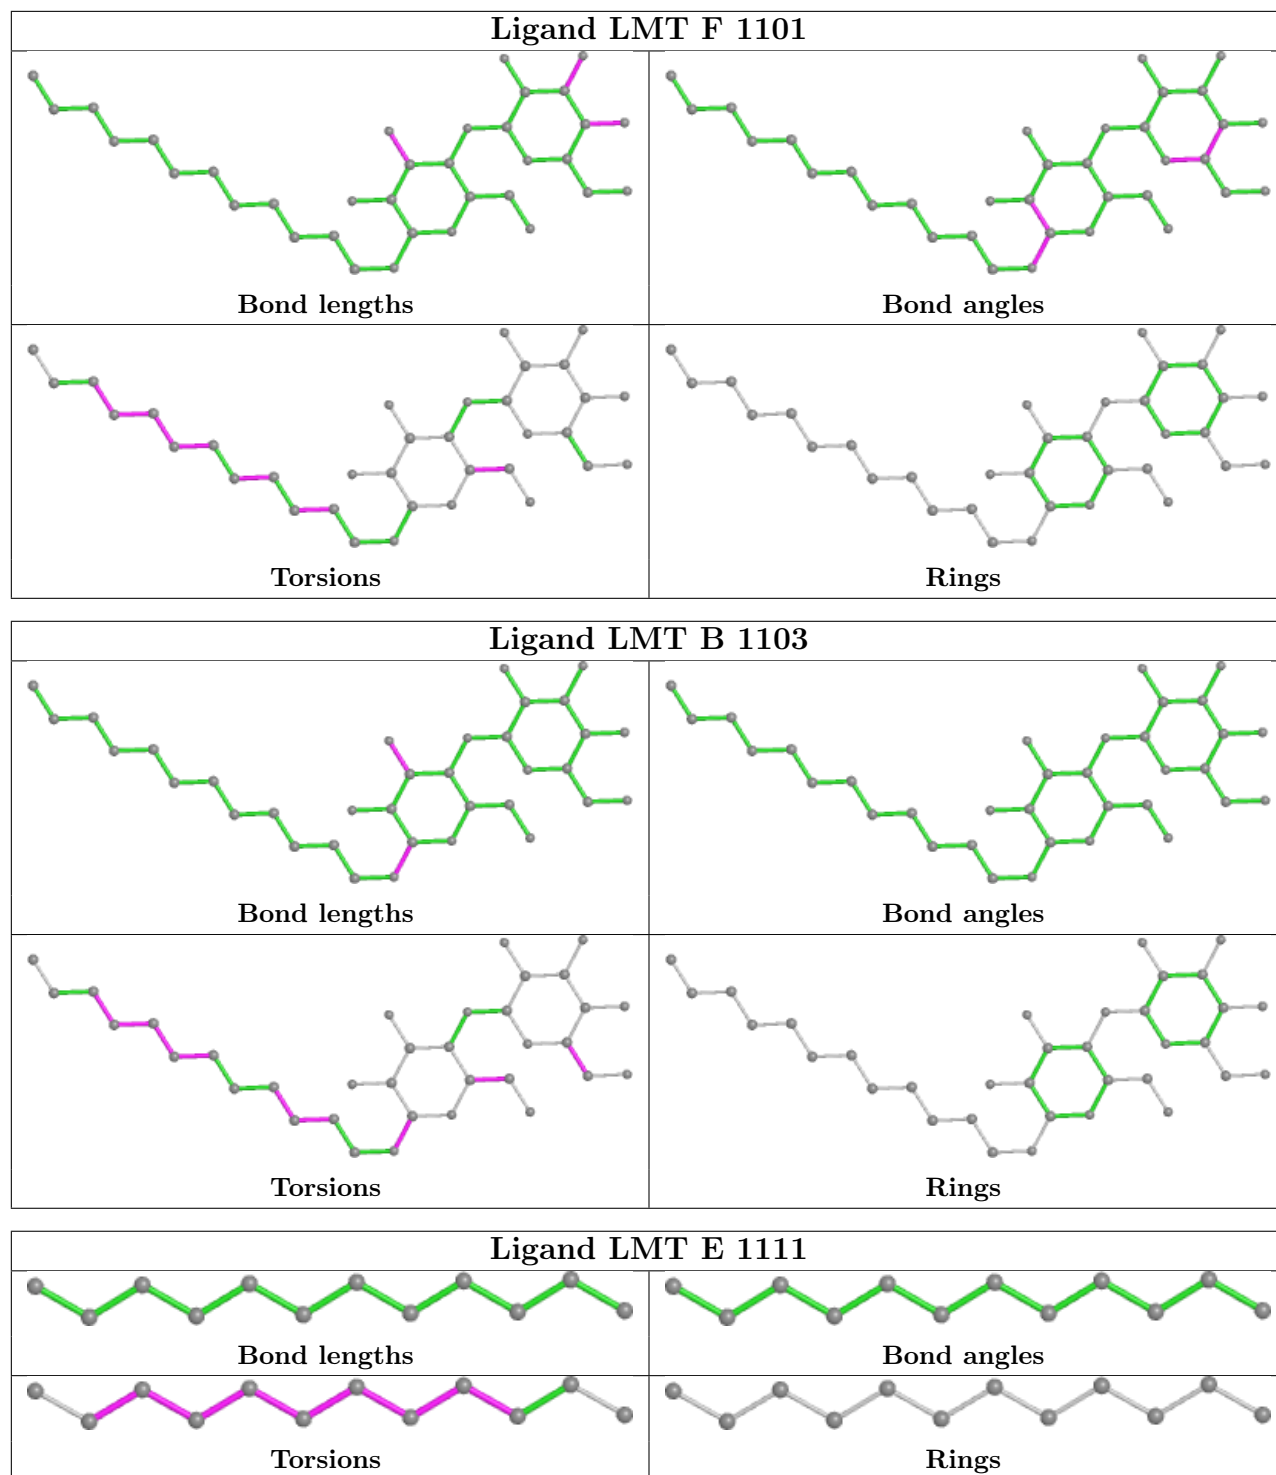 Ligand LMT F 1101
Bond lengths
Bond angles
Torsions
Rings
Ligand LMT B 1103
Bond lengths
Bond angles
Torsions
Rings
Ligand LMT E 1111
Bond lengths
Bond angles
Torsions
Rings